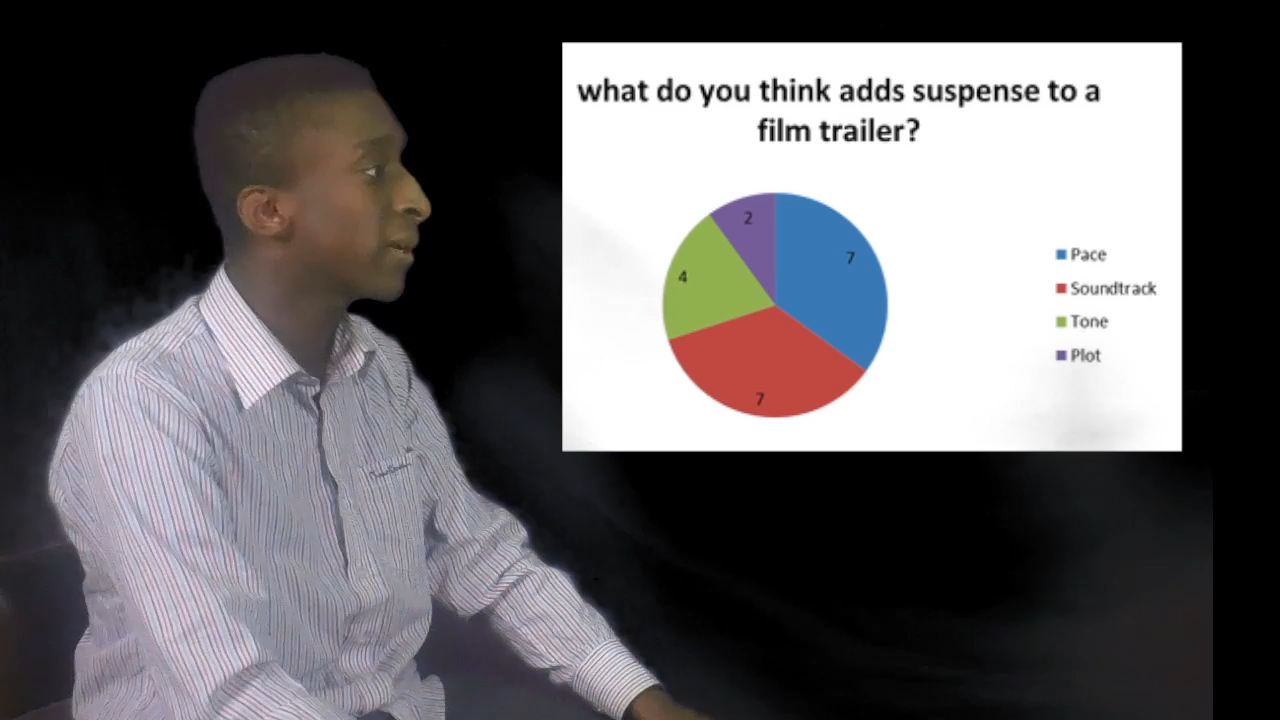 what do you think adds suspense to a
film trailer?
2
7
4
7
Pace
Soundtrack
Tone
Plot